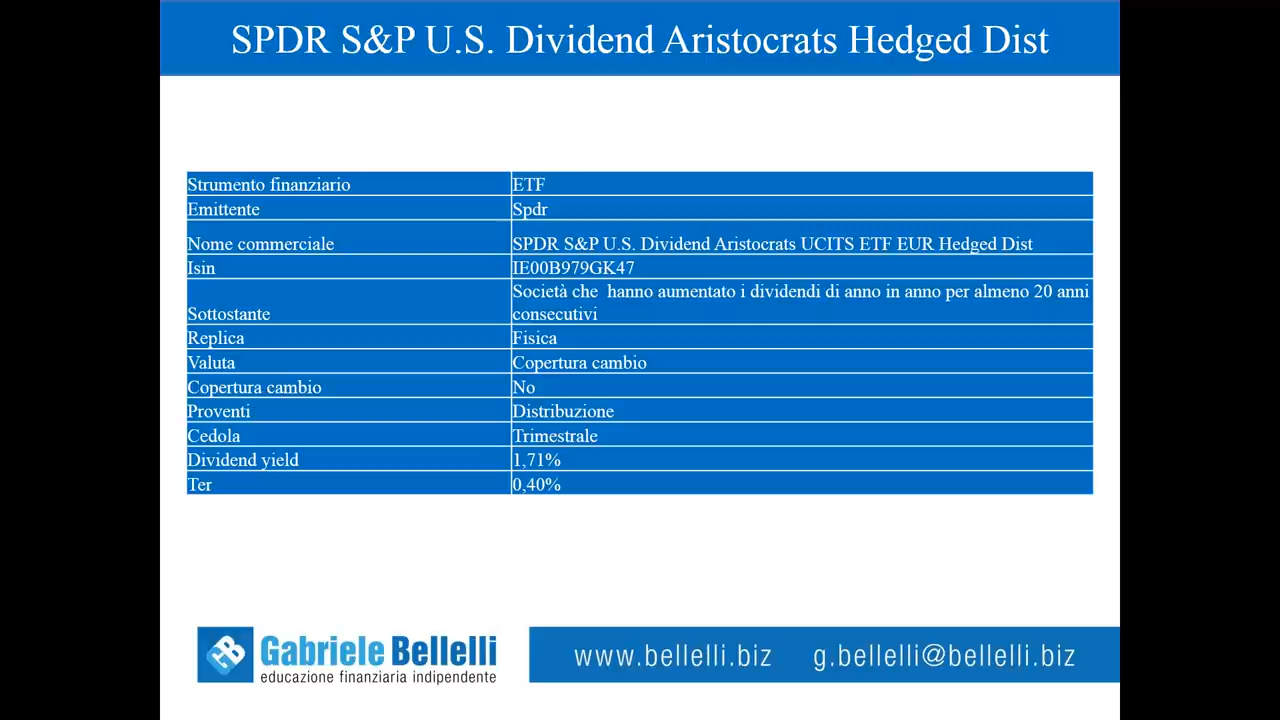 SPDR S&P U.S. Dividend Aristocrats Hedged Dist
Strumento finanziario ETF
Emittente Spdr
Nome commerciale SPDR S&P U.S. Dividend Aristocrats UCITS ETF EUR Hedged Dist
Isin IE00B979GK47
Sottostante Società che hanno aumentato i dividendi di anno in anno per almeno 20 anni
consecutivi
Replica Fisica
Valuta Copertura cambio
Copertura cambio No
Proventi Distribuzione
Cedola Trimestrale
Dividend yield 1,71%
Ter 0,40%
Gabriele Bellelli
educazione finanziaria indipendente
www.bellelli.biz g.bellelli@bellelli.biz